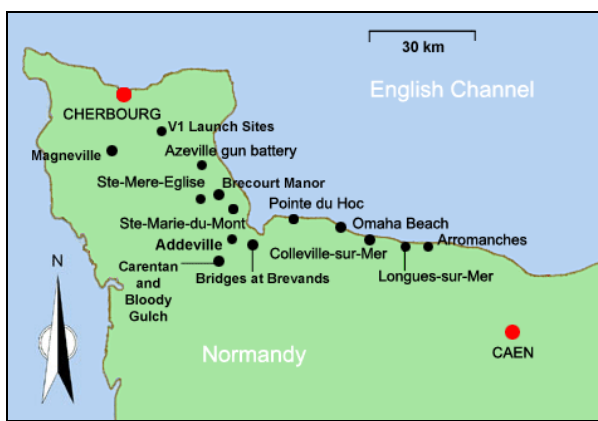 30 km
English Channel
CHERBOURG
V1 Launch Sites
Magneville
Azeville gun battery
Ste-Mere-Eglise
Brecourt Manor
Pointe du Hoc
Ste-Marie-du-Mont
Omaha Beach
Addeville
Colleville-sur-Mer
Arromanches
Carentan
and
Bloody
Gulch
Bridges at Brevands
Longues-sur-Mer
N
Normandy
CAEN